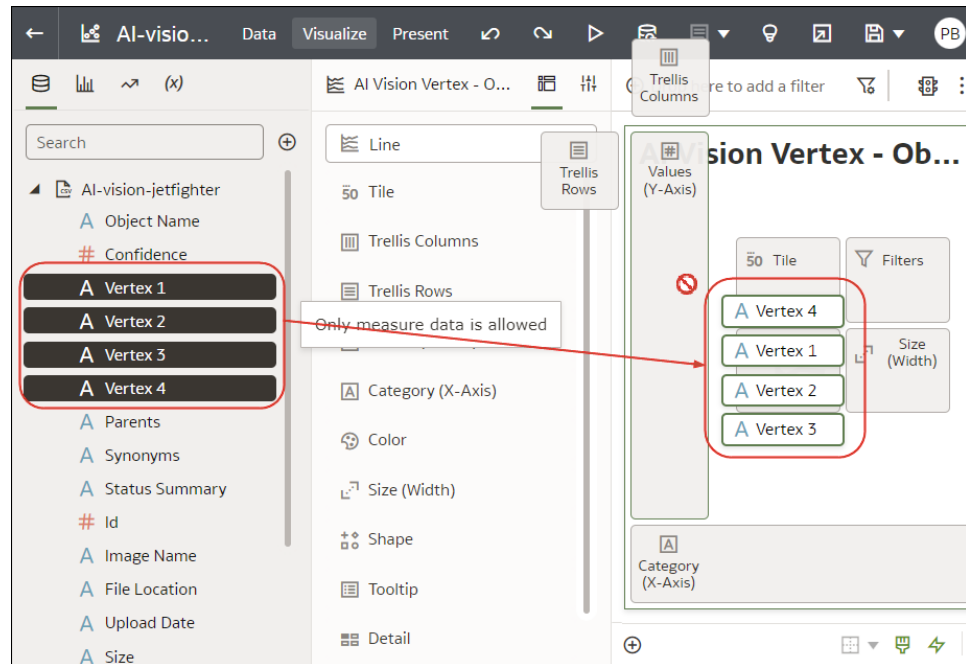 AI-visio...
Data
Visualize
Present
PB
(x)
Search
AI-vision-jetfighter
A Object Name
# Confidence
A Vertex 1
A Vertex 2
A Vertex 3
A Vertex 4
A Parents
A Synonyms
A Status Summary
# Id
A Image Name
A File Location
A Upload Date
A Size
AI Vision Vertex - O...
Line
50 Tile
Trellis Columns
Trellis Rows
Only measure data is allowed
A Category (X-Axis)
Color
Size (Width)
Shape
Tooltip
Detail
Trellis
Columns
re to add a filter
Trellis
Rows
#
Values
(Y-Axis)
sion Vertex - Ob...
50 Tile
Filters
Size
(Width)
A Vertex 4
A Vertex 1
A Vertex 2
A Vertex 3
A
Category
(X-Axis)